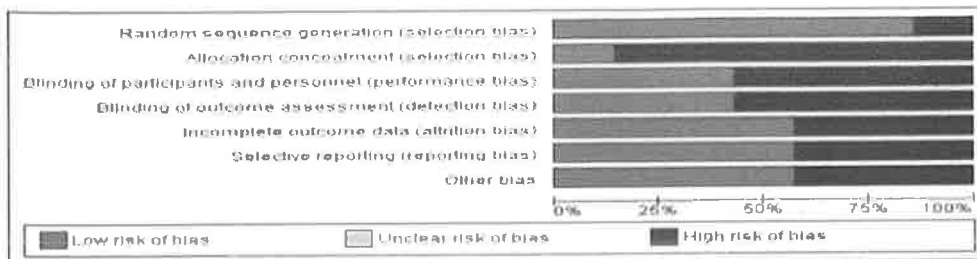 Random sequence generation (selection bias)
Allocation concealment (selection bias)
Blinding of participants and personnel (performance bias)
Blinding of outcome assessment (detection bias)
Incomplete outcome data (attrition bias)
Selective reporting (reporting bias)
Other bias
0% 25% 50% 75% 100%
Low risk of bias Unclear risk of bias High risk of bias